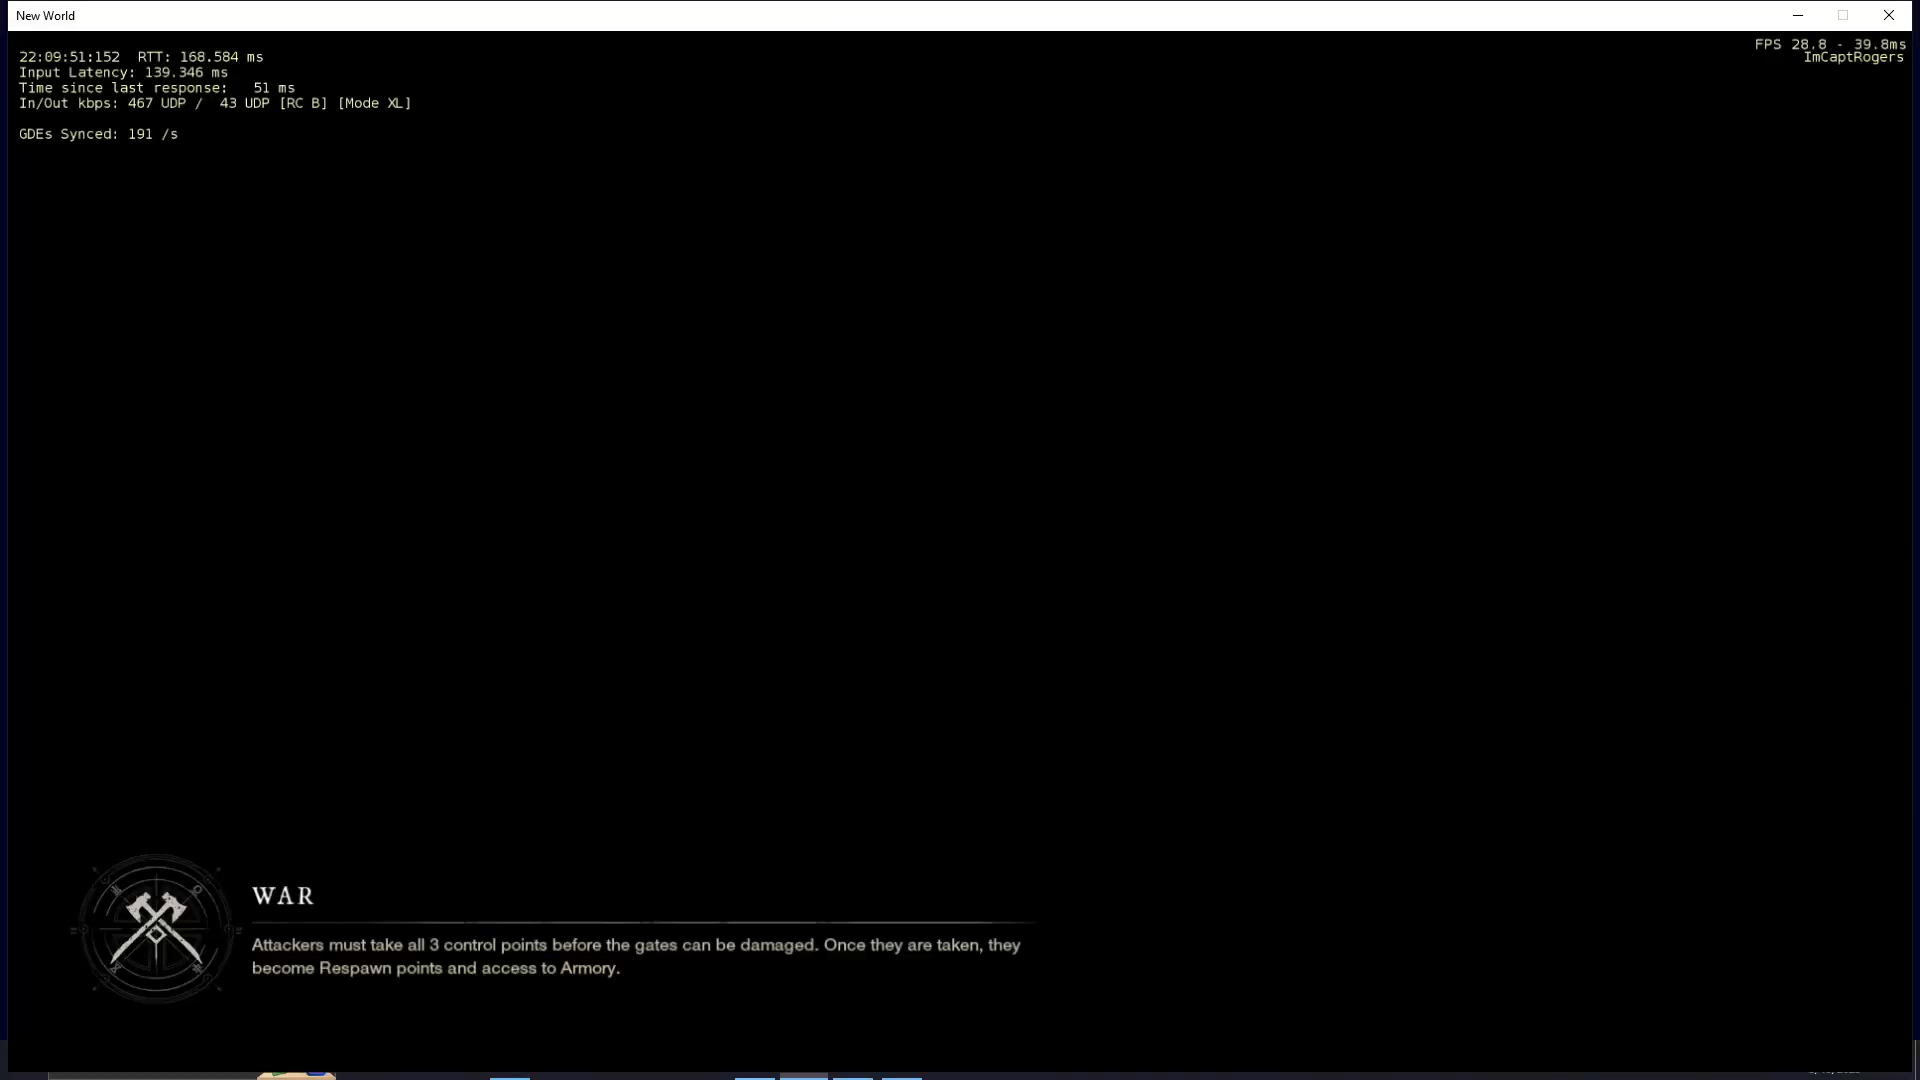 New World
22:09:51:152 RTT: 168.584 ms
Input Latency: 139.346 ms
Time since last response: 51 ms
In/Out kbps: 467 UDP / 43 UDP [RC B] [Mode XL]
GDEs Synced: 191 /s
FPS 28.8 - 39.8ms
ImCaptRogers
WAR
Attackers must take all 3 control points before the gates can be damaged. Once they are taken, they
become Respawn points and access to Armory.